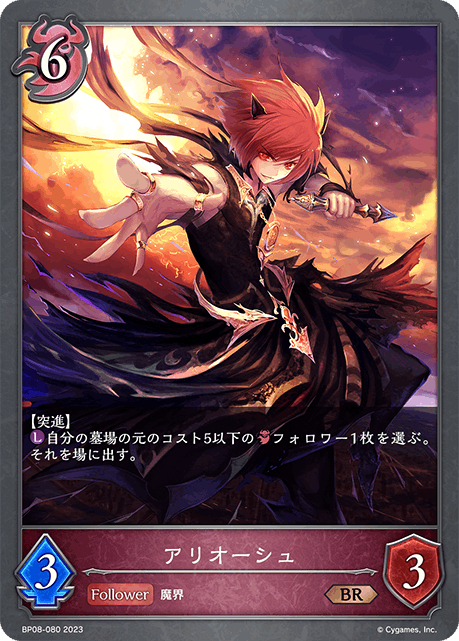 6
【突進】
L自分の墓場の元のコスト5以下のフォロワー1枚を選ぶ。
それを場に出す。
アリオーシュ
3
Follower 魔界
BR
3
BP08-080 2023
© Cygames, Inc.